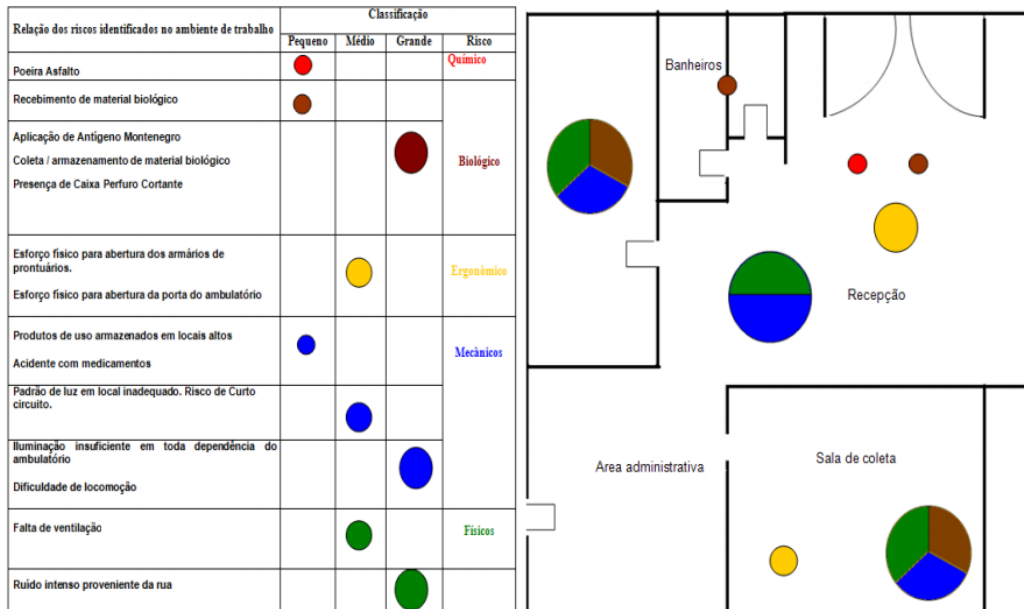 Relação dos riscos identificados no ambiente de trabalho
Classificação
Pequeno Médio Grande Risco
Poeira Asfalto
Químico
Recebimento de material biológico
Aplicação de Antígeno Montenegro
Coleta / armazenamento de material biológico
Presença de Caixa Perfuro Cortante
Biológico
Esforço físico para abertura dos armários de
prontuários.
Esforço físico para abertura da porta do ambulatório
Ergonômico
Produtos de uso armazenados em locais altos
Acidente com medicamentos
Mecânicos
Padrão de luz em local inadequado. Risco de Curto
circuito.
Iluminação insuficiente em toda dependência do
ambulatório
Dificuldade de locomoção
Falta de ventilação
Físicos
Ruído intenso proveniente da rua
Banheiros
Recepção
Area administrativa
Sala de coleta